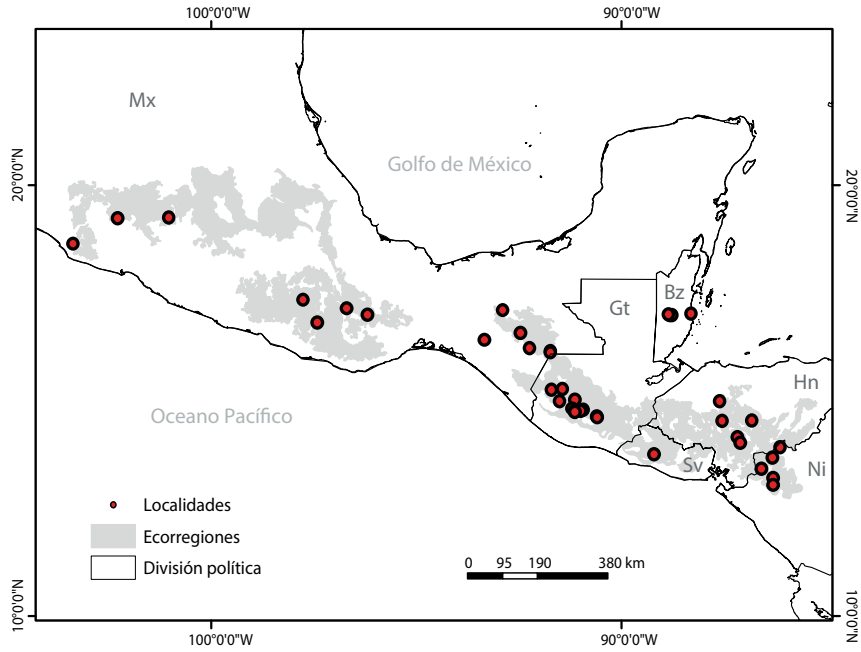 100°0'0"W 90°0'0"W
Mx
Golfo de México
20°0'0"N 20°0'0"N
Gt Bz
Hn
Oceano Pacífico
Sv Ni
Localidades
Ecorregiones
División política
0 95 190 380 km
10°0'0"N 10°0'0"N
100°0'0"W 90°0'0"W